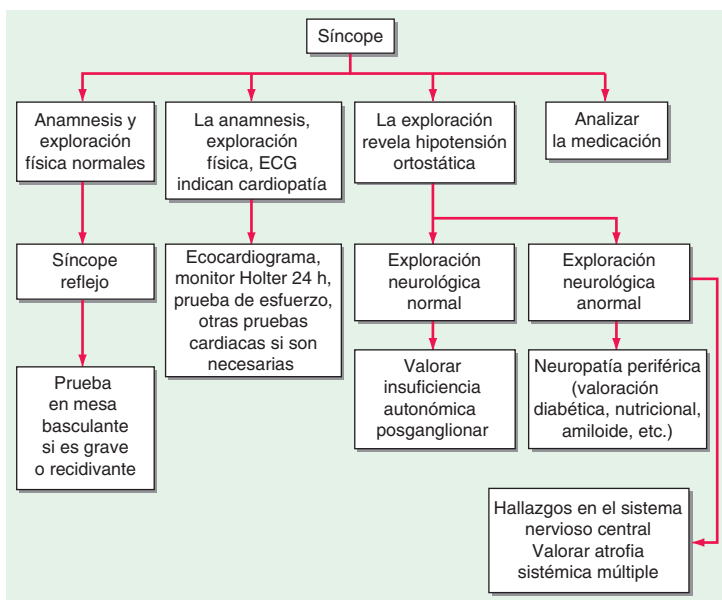 Síncope
Anamnesis y
exploración
física normales
La anamnesis,
exploración
física, ECG
indican cardiopatía
La exploración
revela hipotensión
ortostática
Analizar
la medicación
Síncope
reflejo
Ecocardiograma,
monitor Holter 24 h,
prueba de esfuerzo,
otras pruebas
cardiacas si son
necesarias
Exploración
neurológica
normal
Exploración
neurológica
anormal
Prueba
en mesa
basculante
si es grave
o recidivante
Valorar
insuficiencia
autonómica
posganglionar
Neuropatía periférica
(valoración
diabética, nutricional,
amiloide, etc.)
Hallazgos en el sistema
nervioso central
Valorar atrofia
sistémica múltiple